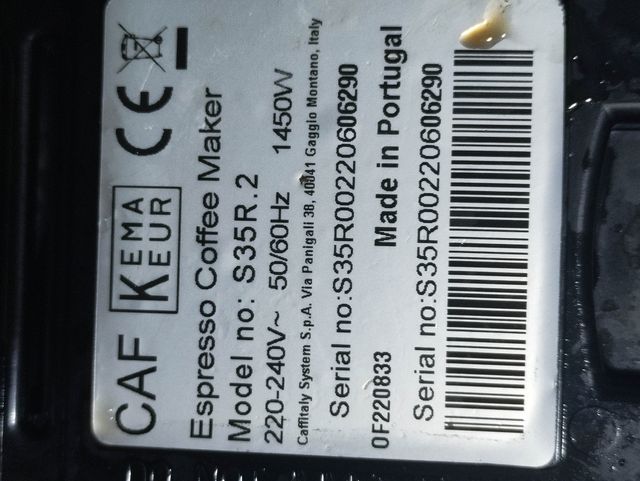 CAF KEMA KEUR CE
Espresso Coffee Maker
Model no: S35R.2
220-240V~ 50/60Hz 1450W
Caffitaly System S.p.A. Via Panigali 38, 40041 Gaggio Montano, Italy
Serial no:S35R00220606290
0F220833 Made in Portugal
Serial no:S35R00220606290